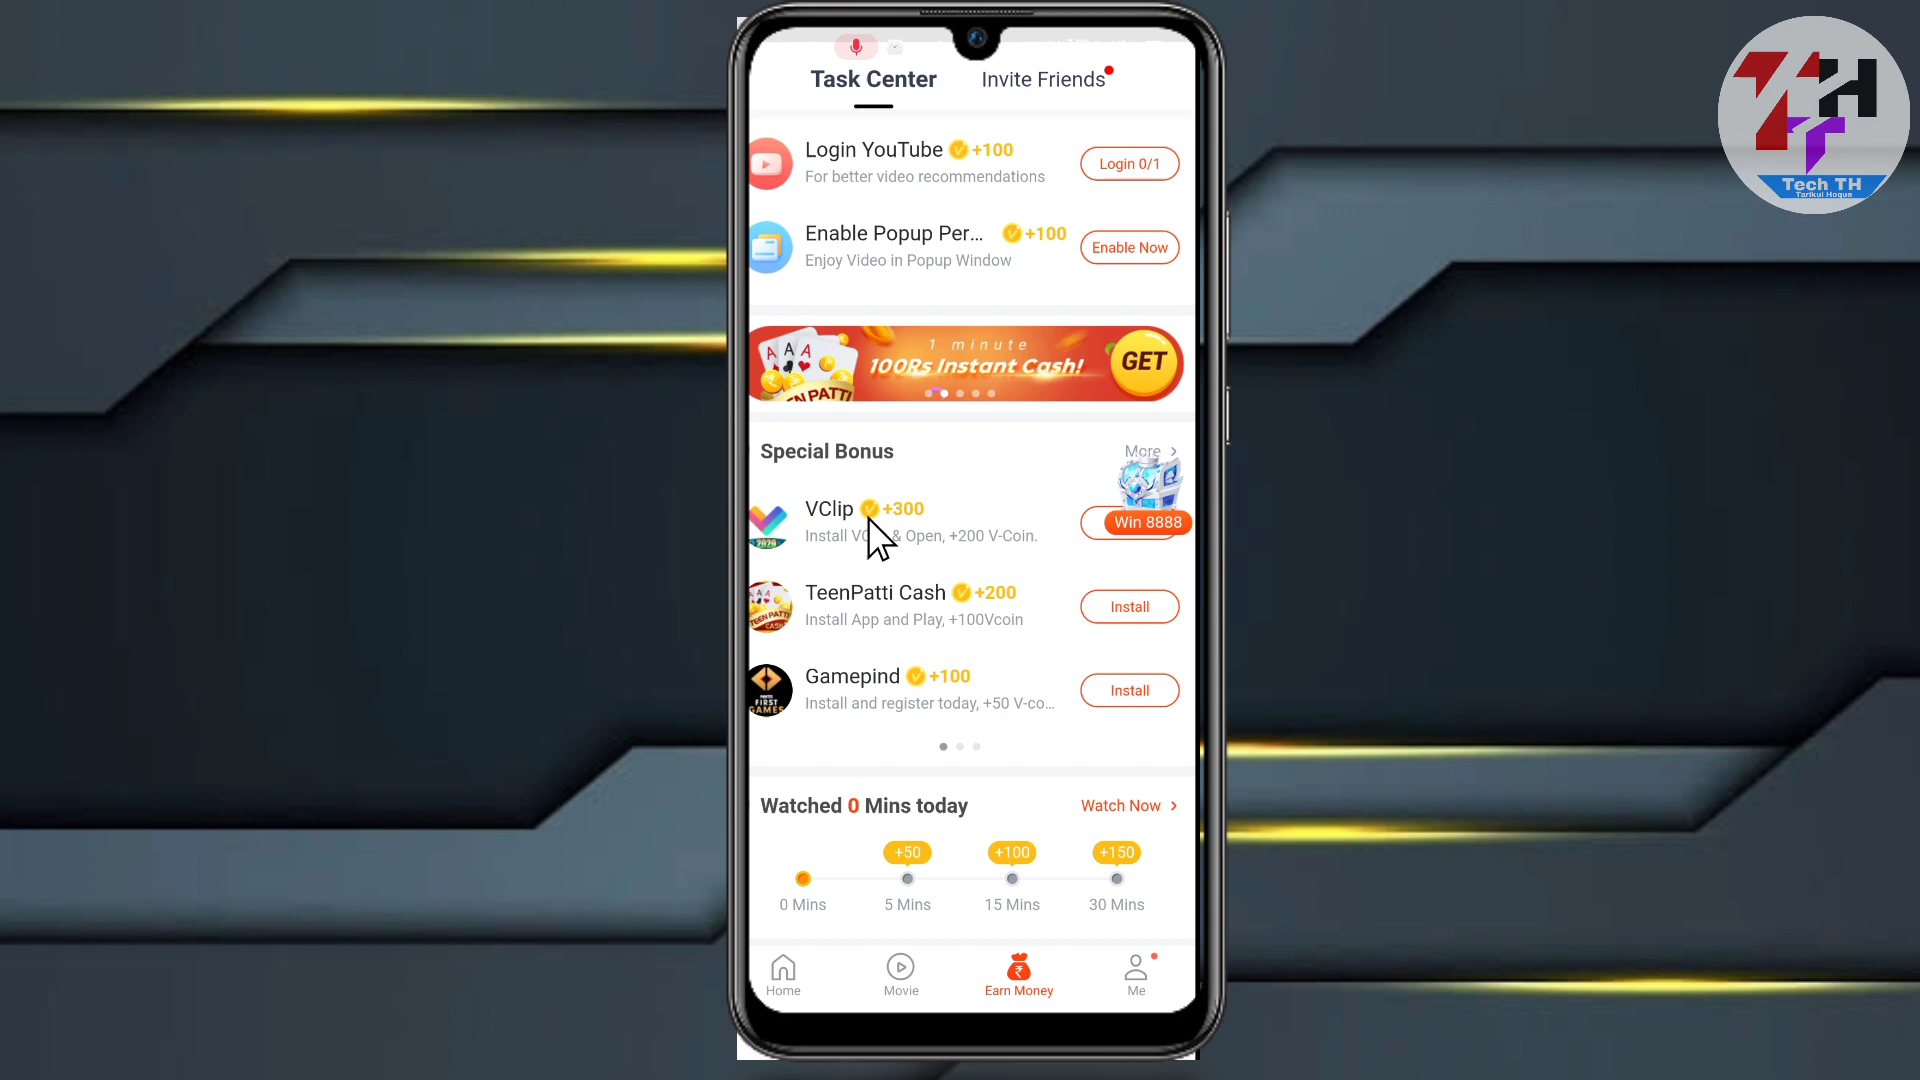 Task Center
Invite Friends
Login YouTube +100
For better video recommendations
Login 0/1
Enable Popup Per... +100
Enjoy Video in Popup Window
Enable Now
1 minute
100Rs Instant Cash!
GET
Special Bonus
More
VClip +300
& Open, +200 V-Coin.
Win 8888
TeenPatti Cash +200
Install App and Play, +100Vcoin
Install
Gamepind +100
Install and register today, +50 V-co...
Install
Watched 0 Mins today
Watch Now
+50
+100
+150
0 Mins
5 Mins
15 Mins
30 Mins
Home
Movie
Earn Money
Me
Tech TH
Tarikul Hoque